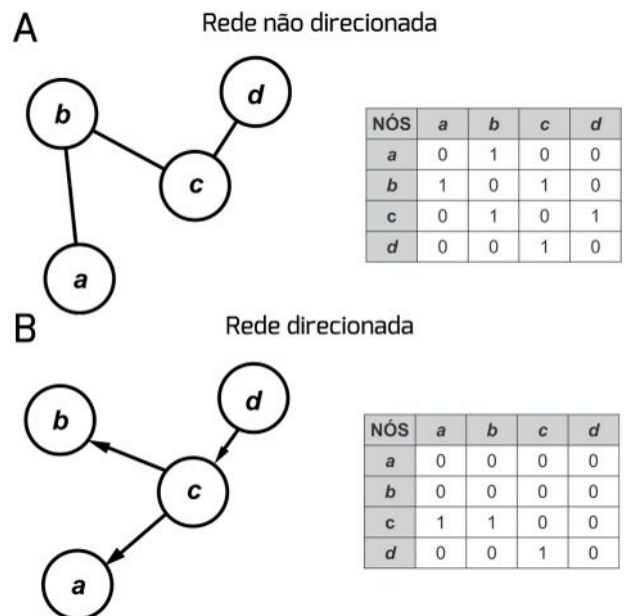 A
Rede não direcionada
b
d
c
a
NÓS a b c d
a 0 1 0 0
b 1 0 1 0
c 0 1 0 1
d 0 0 1 0
B
Rede direcionada
b
d
c
a
NÓS a b c d
a 0 0 0 0
b 0 0 0 0
c 1 1 0 0
d 0 0 1 0